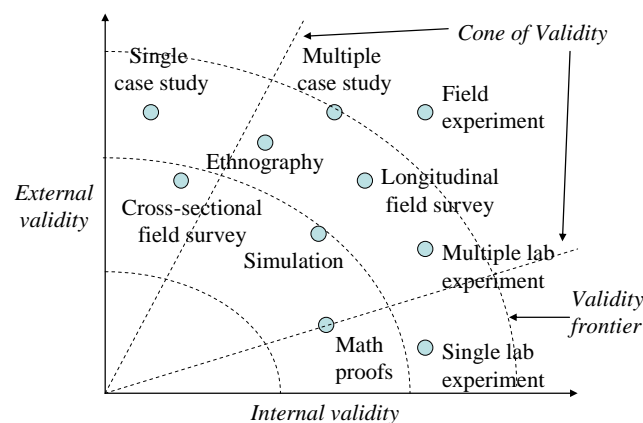 Single
case study
Multiple
case study
Cone of Validity
Field
experiment
Ethnography
External
validity
Cross-sectional
field survey
Longitudinal
field survey
Simulation
Multiple lab
experiment
Validity
frontier
Math
proofs
Single lab
experiment
Internal validity